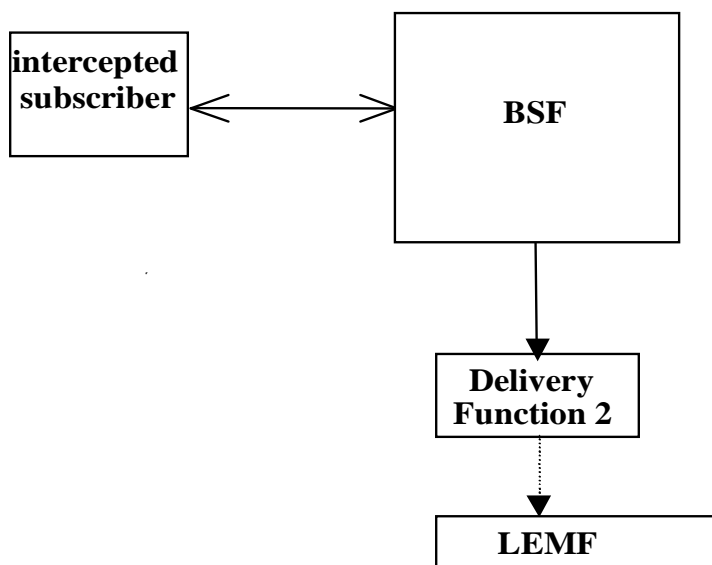 intercepted
subscriber
BSF
Delivery
Function 2
LEMF